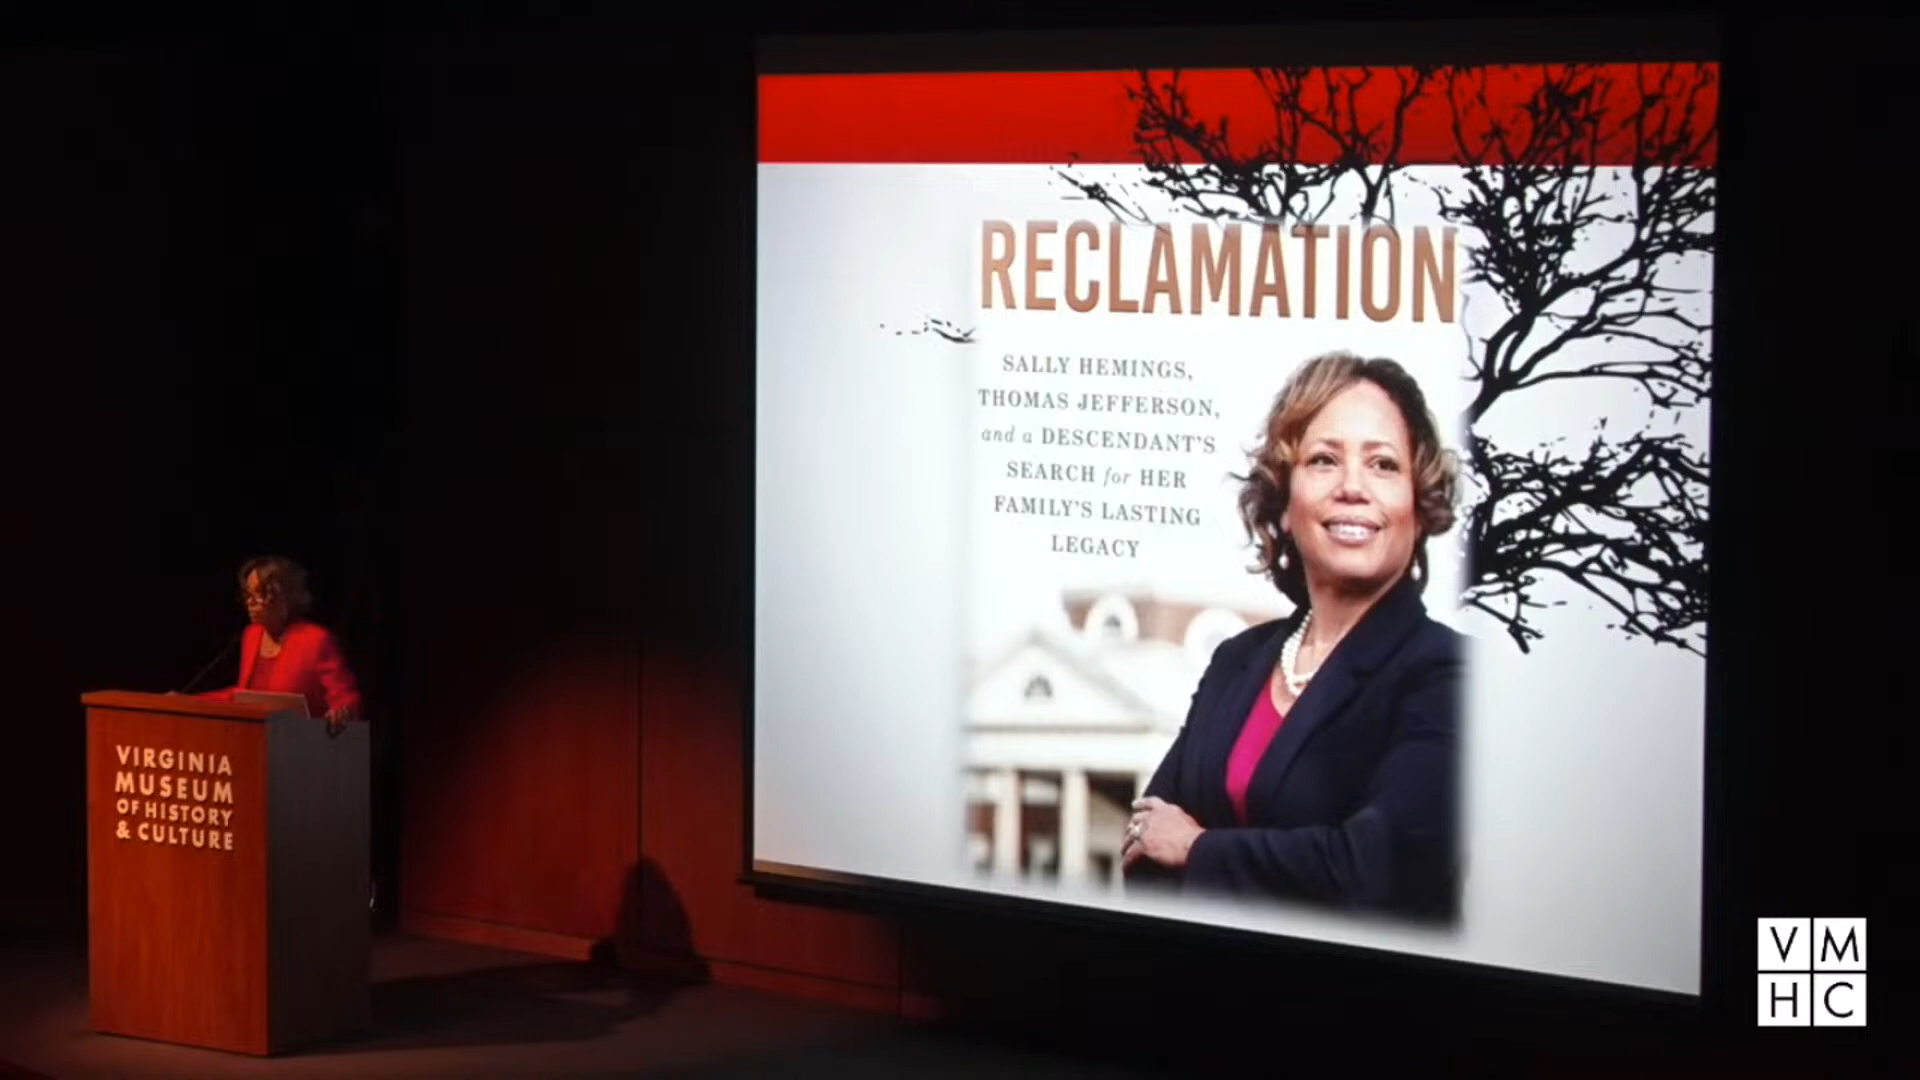 RECLAMATION
SALLY HEMINGS,
THOMAS JEFFERSON,
and a DESCENDANT'S
SEARCH for HER
FAMILY'S LASTING
LEGACY
VIRGINIA
MUSEUM
OF HISTORY
& CULTURE
VM
HC